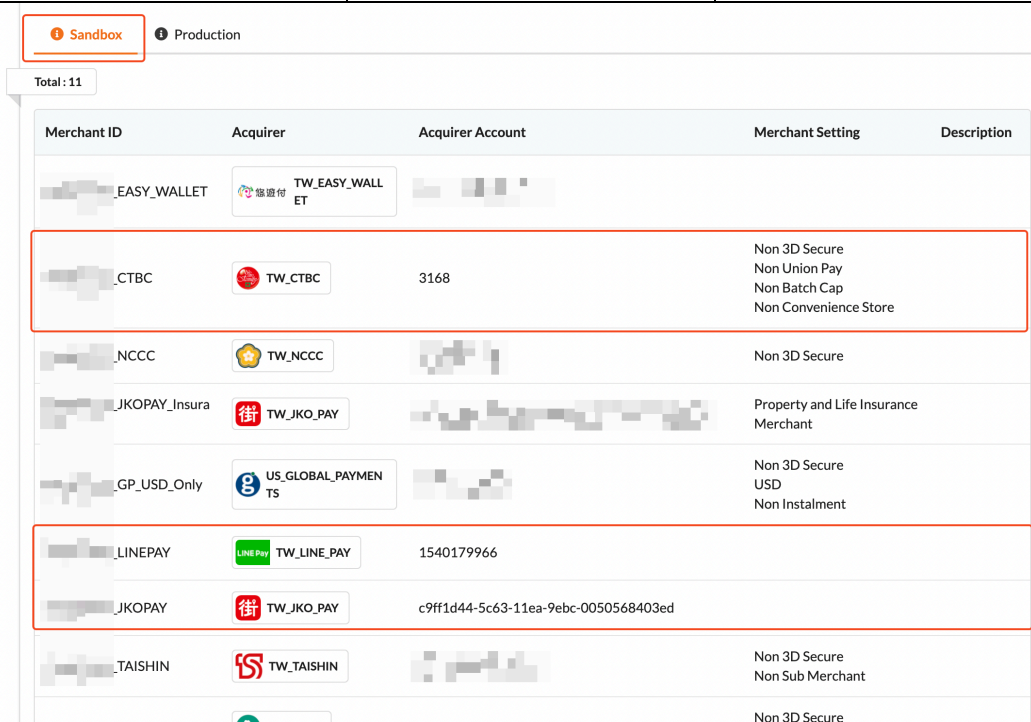 Sandbox Production
Total : 11
Merchant ID Acquirer Acquirer Account Merchant Setting Description
_EASY_WALLET 悠遊付 TW_EASY_WALL
ET
_CTBC TW_CTBC 3168 Non 3D Secure
Non Union Pay
Non Batch Cap
Non Convenience Store
_NCCC TW_NCCC Non 3D Secure
_JKOPAY_Insura 街 TW_JKO_PAY Property and Life Insurance
Merchant
_GP_USD_Only g US_GLOBAL_PAYMEN
TS Non 3D Secure
USD
Non Instalment
_LINEPAY LINE Pay TW_LINE_PAY 1540179966
_JKOPAY 街 TW_JKO_PAY c9ff1d44-5c63-11ea-9ebc-0050568403ed
_TAISHIN TW_TAISHIN Non 3D Secure
Non Sub Merchant
Non 3D Secure